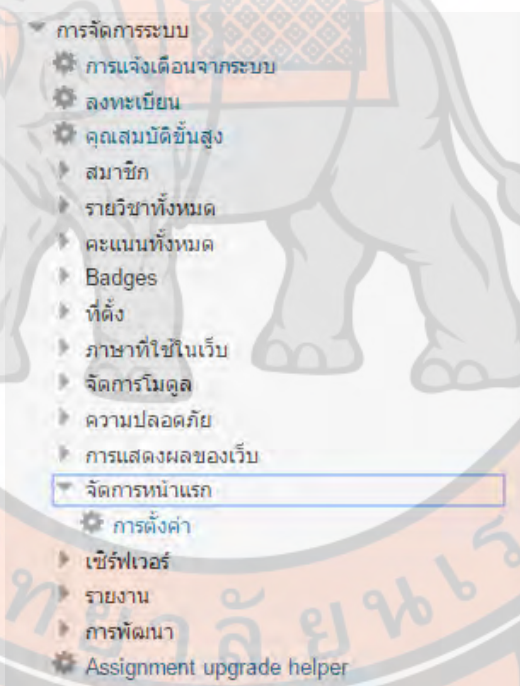 การจัดการระบบ
การแจ้งเตือนจากระบบ
ลงทะเบียน
คุณสมบัติขั้นสูง
สมาชิก
รายวิชาทั้งหมด
คะแนนทั้งหมด
Badges
ที่ตั้ง
ภาษาที่ใช้ในเว็บ
จัดการโมดูล
ความปลอดภัย
การแสดงผลของเว็บ
จัดการหน้าแรก
การตั้งค่า
เซิร์ฟเวอร์
รายงาน
การพัฒนา
Assignment upgrade helper